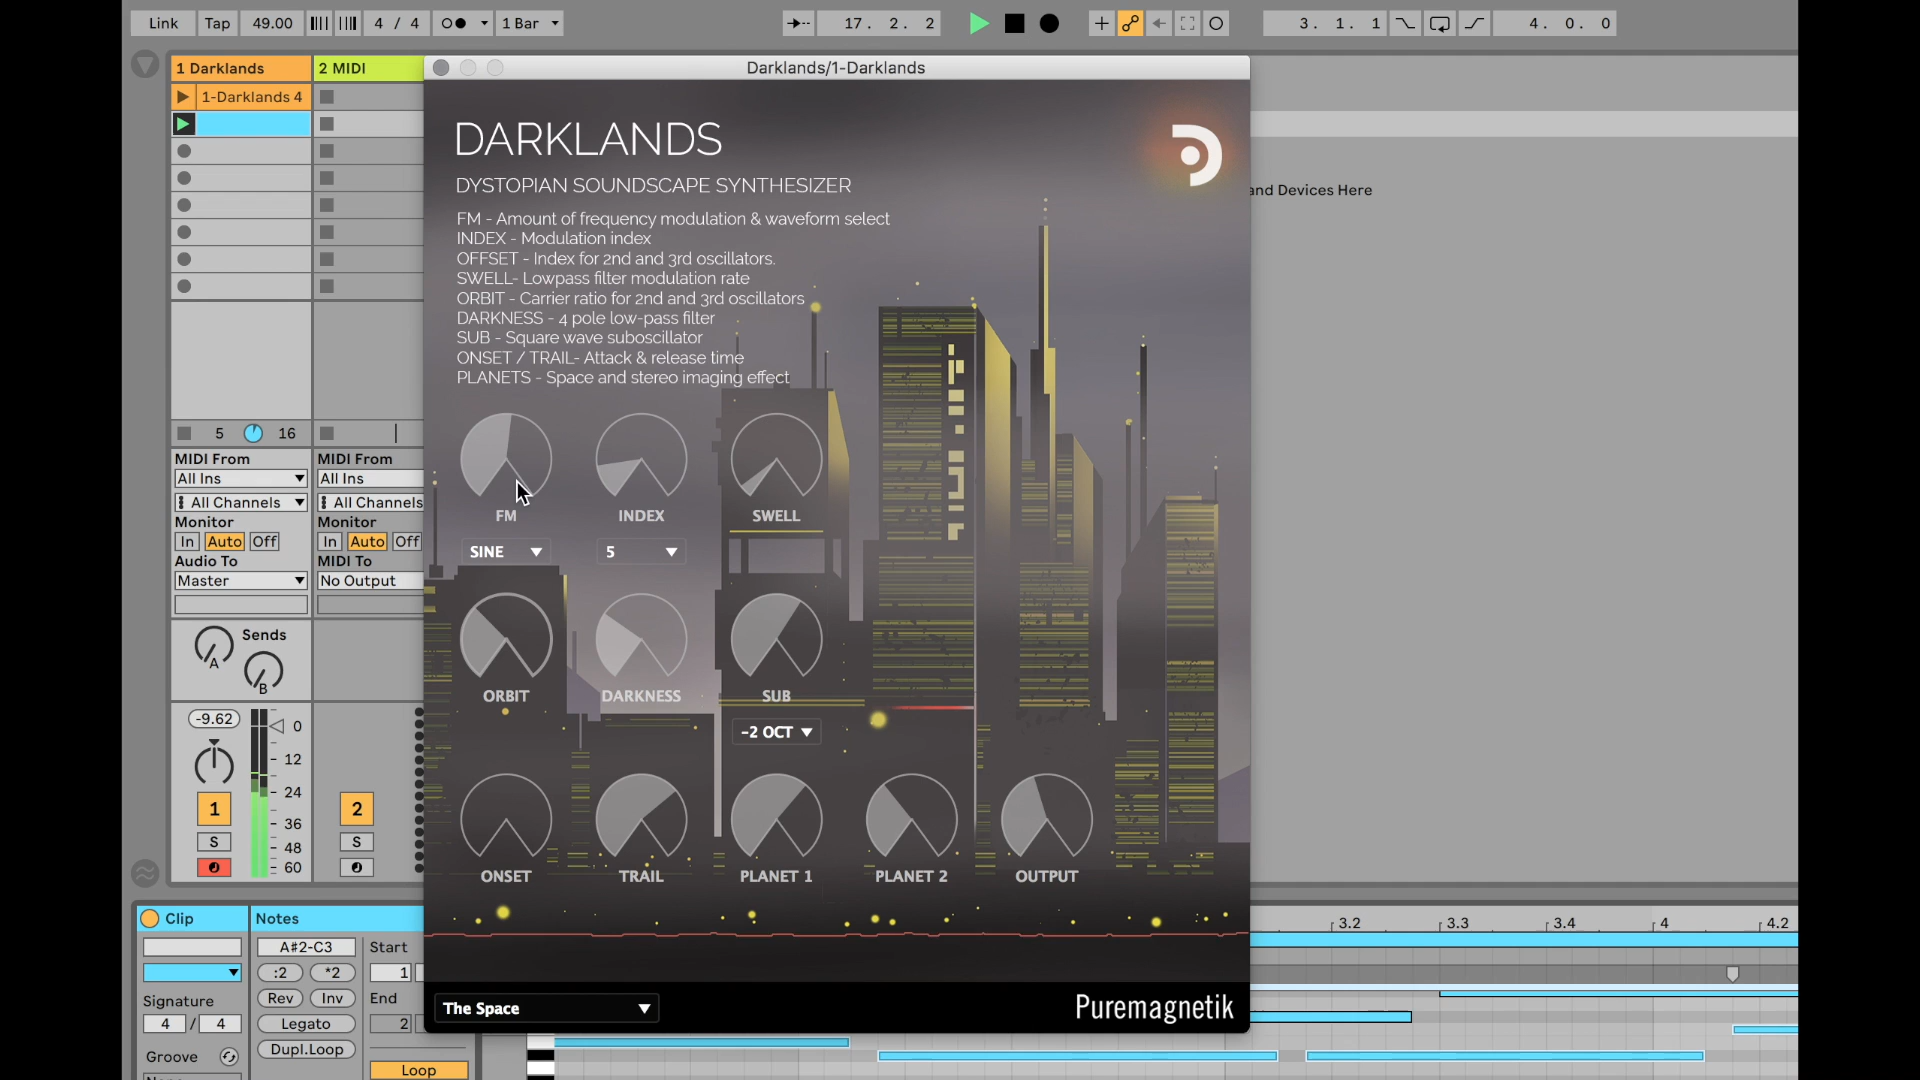 Link Tap 49.00 4 / 4 1 Bar 17. 2. 2 3. 1. 1 4. 0. 0
1 Darklands 2 MIDI
Darklands/1-Darklands
1-Darklands 4
DARKLANDS
DYSTOPIAN SOUNDSCAPE SYNTHESIZER
and Devices Here
FM - Amount of frequency modulation & waveform select
INDEX - Modulation index
OFFSET - Index for 2nd and 3rd oscillators.
SWELL- Lowpass filter modulation rate
ORBIT - Carrier ratio for 2nd and 3rd oscillators
DARKNESS - 4 pole low-pass filter
SUB - Square wave suboscillator
ONSET / TRAIL- Attack & release time
PLANETS - Space and stereo imaging effect
5 16
MIDI From MIDI From
All Ins All Ins
All Channels All Channels
Monitor Monitor
In Auto Off In Auto Off
Audio To MIDI To
Master No Output
FM INDEX SWELL
SINE 5
Sends
A
B
ORBIT DARKNESS SUB
-2 OCT
-9.62
0
12
24
36
48
60
1 2
S S
ONSET TRAIL PLANET 1 PLANET 2 OUTPUT
The Space Puremagnetik
Clip Notes
3.2 3.3 3.4 4 4.2
A#2-C3 Start
:2 *2 1
Signature Rev Inv End
4 / 4 Legato 2
Groove Dupl.Loop
Loop